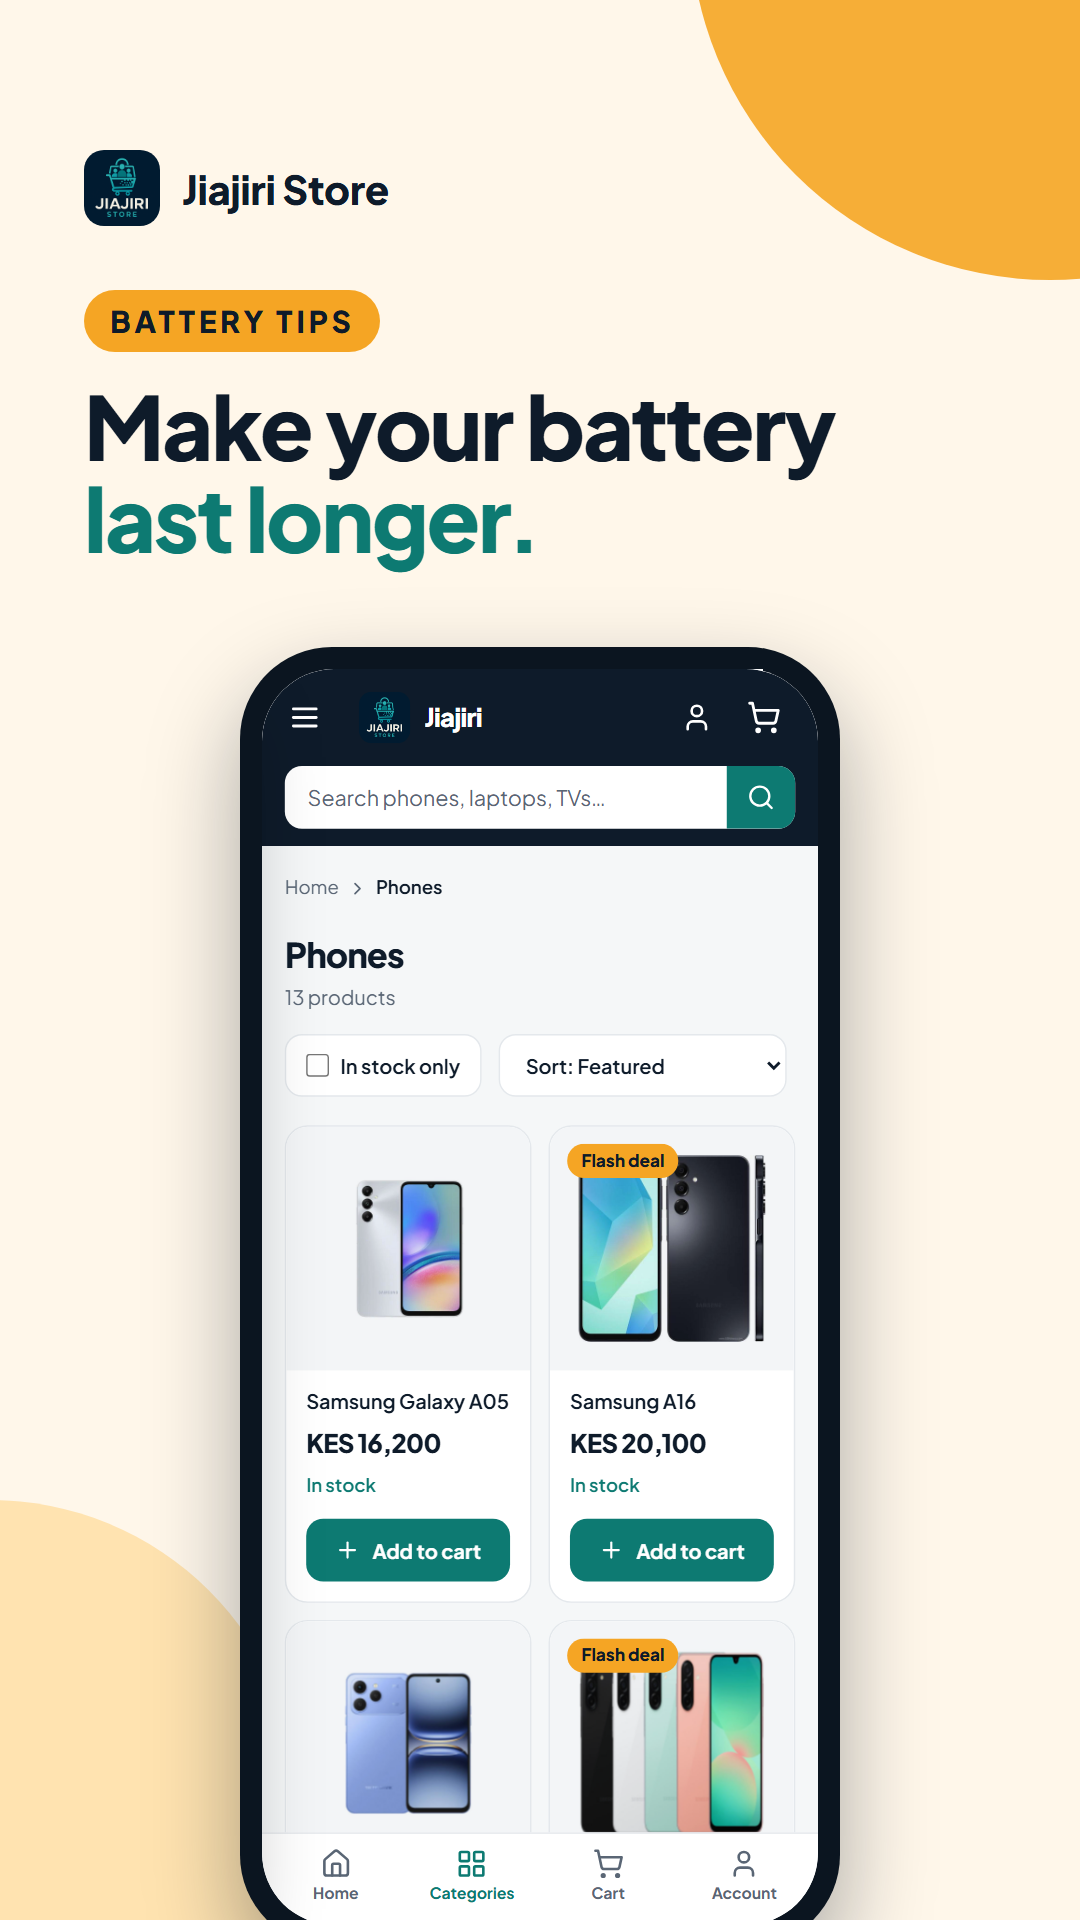 JIAJIRI
STORE
Jiajiri Store
BATTERY TIPS
Make your battery
last longer.
JIAJIRI
STORE
Jiajiri
Search phones, laptops, TVs...
Home > Phones
Phones
13 products
In stock only
Sort: Featured
Flash deal
Samsung Galaxy A05
KES 16,200
In stock
+ Add to cart
Samsung A16
KES 20,100
In stock
+ Add to cart
Flash deal
Home
Categories
Cart
Account